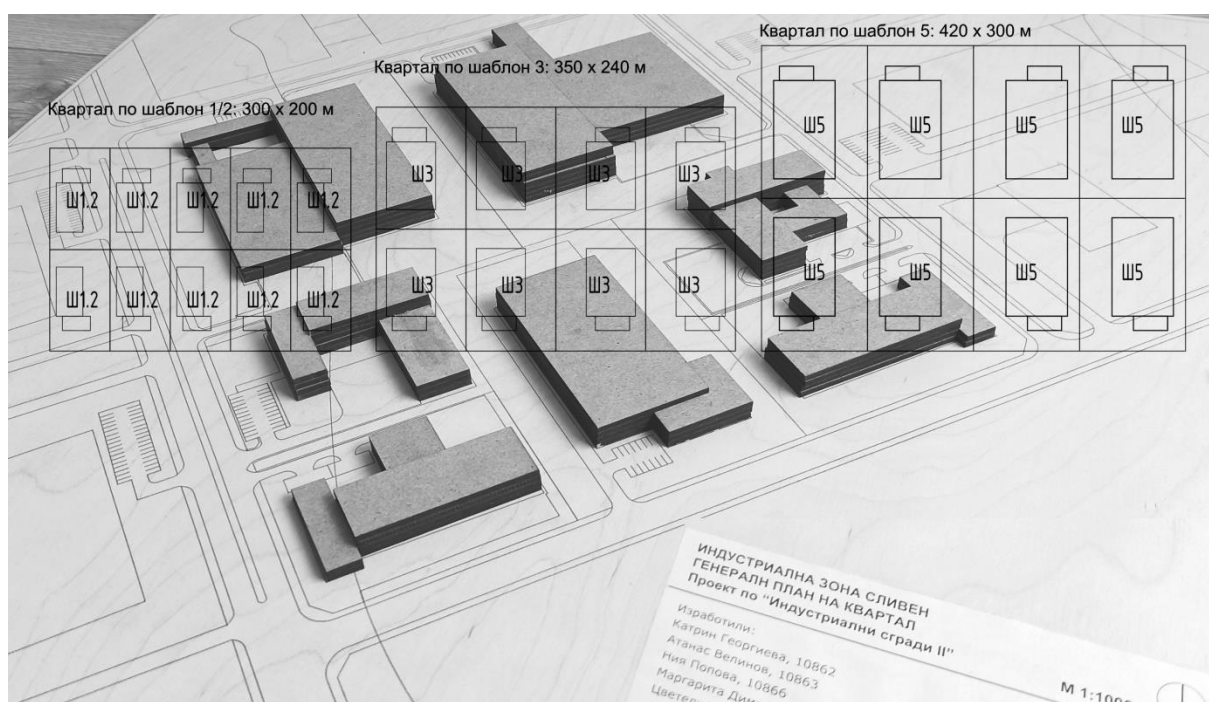 Квартал по шаблон 5: 420 x 300 м
Квартал по шаблон 3: 350 x 240 м
Квартал по шаблон 1/2: 300 x 200 м
Ш5 Ш5 Ш5 Ш5
Ш3 Ш3 Ш3 Ш3
Ш1.2 Ш1.2 Ш1.2 Ш1.2 Ш1.2
Ш5 Ш5 Ш5 Ш5
Ш3 Ш3 Ш3 Ш3
Ш1.2 Ш1.2 Ш1.2 Ш1.2 Ш1.2
ИНДУСТРИАЛНА ЗОНА СЛИВЕН
ГЕНЕРАЛН ПЛАН НА КВАРТАЛ
Проект по "Индустриални сгради II"
Изработили:
Катрин Георгиева, 10862
Атанас Велинов, 10863
Ния Попова, 10866
Маргарита
М